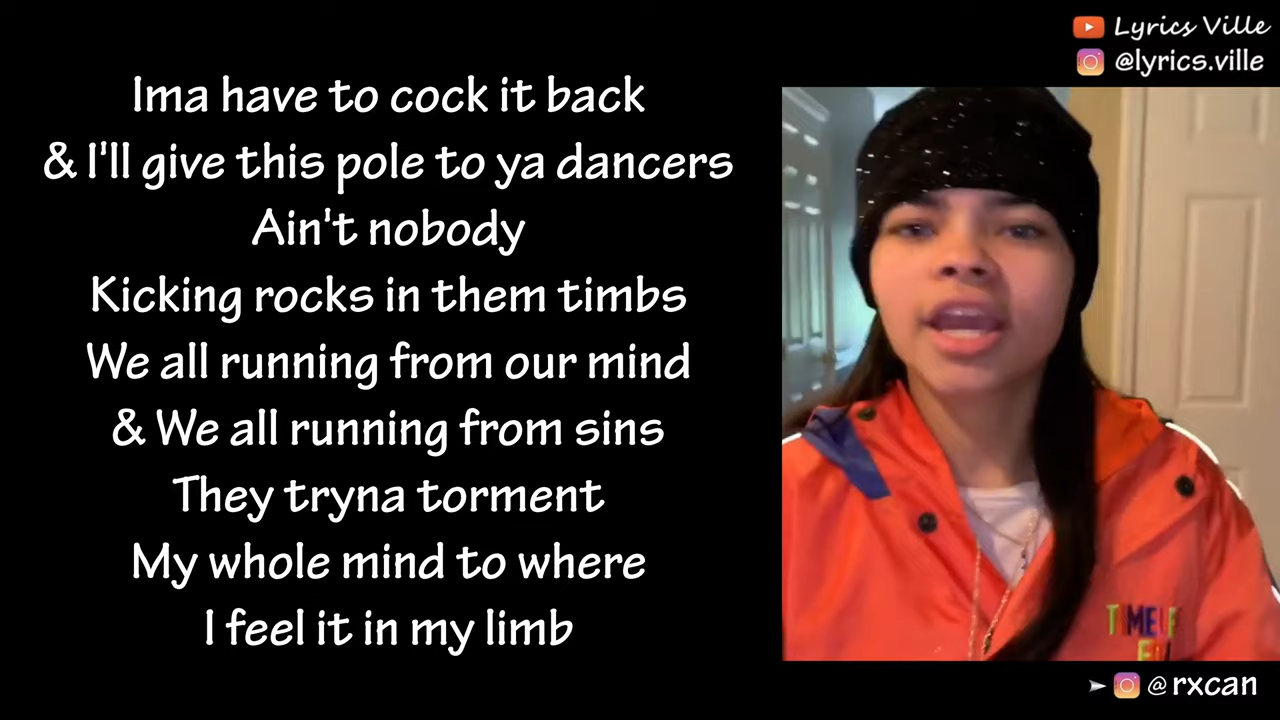 Lyrics Ville
@lyrics.ville
Ima have to cock it back
& I'll give this pole to ya dancers
Ain't nobody
Kicking rocks in them timbs
We all running from our mind
& We all running from sins
They tryna torment
My whole mind to where
I feel it in my limb
@rxcan